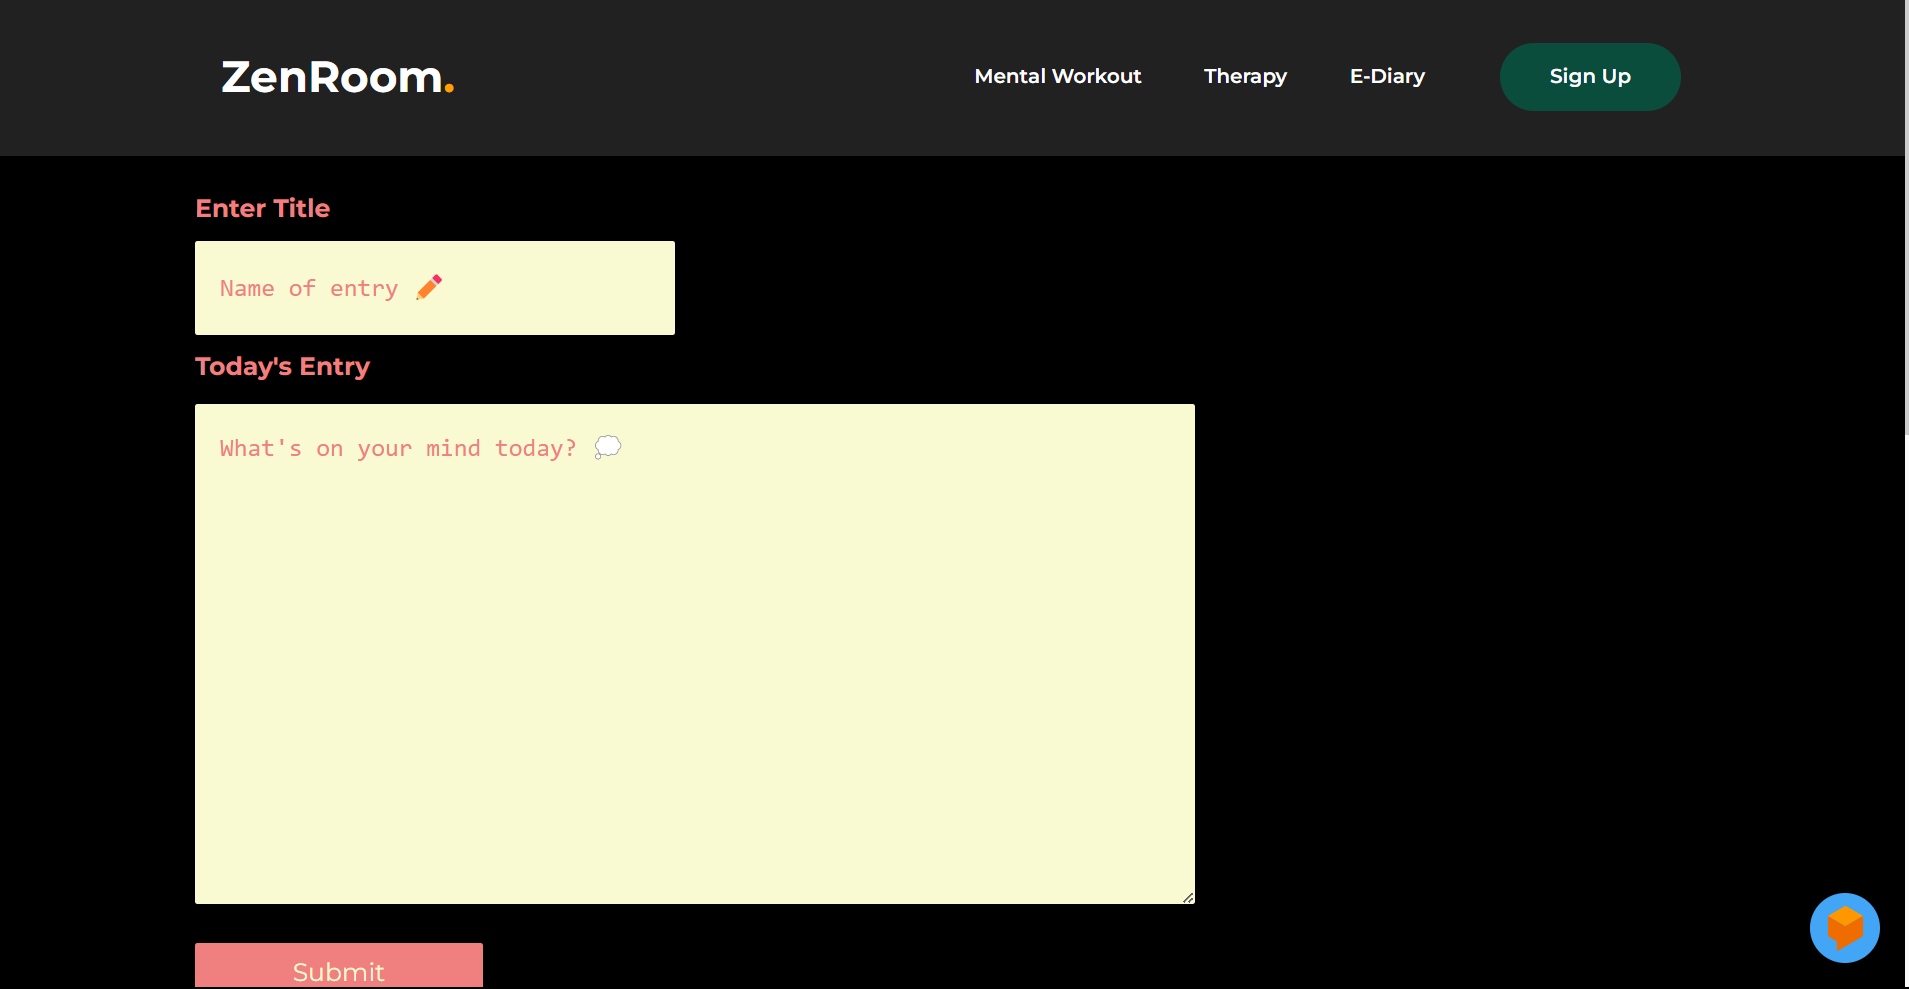 ZenRoom.
Mental Workout Therapy E-Diary Sign Up
Enter Title
Name of entry ✏️
Today's Entry
What's on your mind today? 💭
Submit